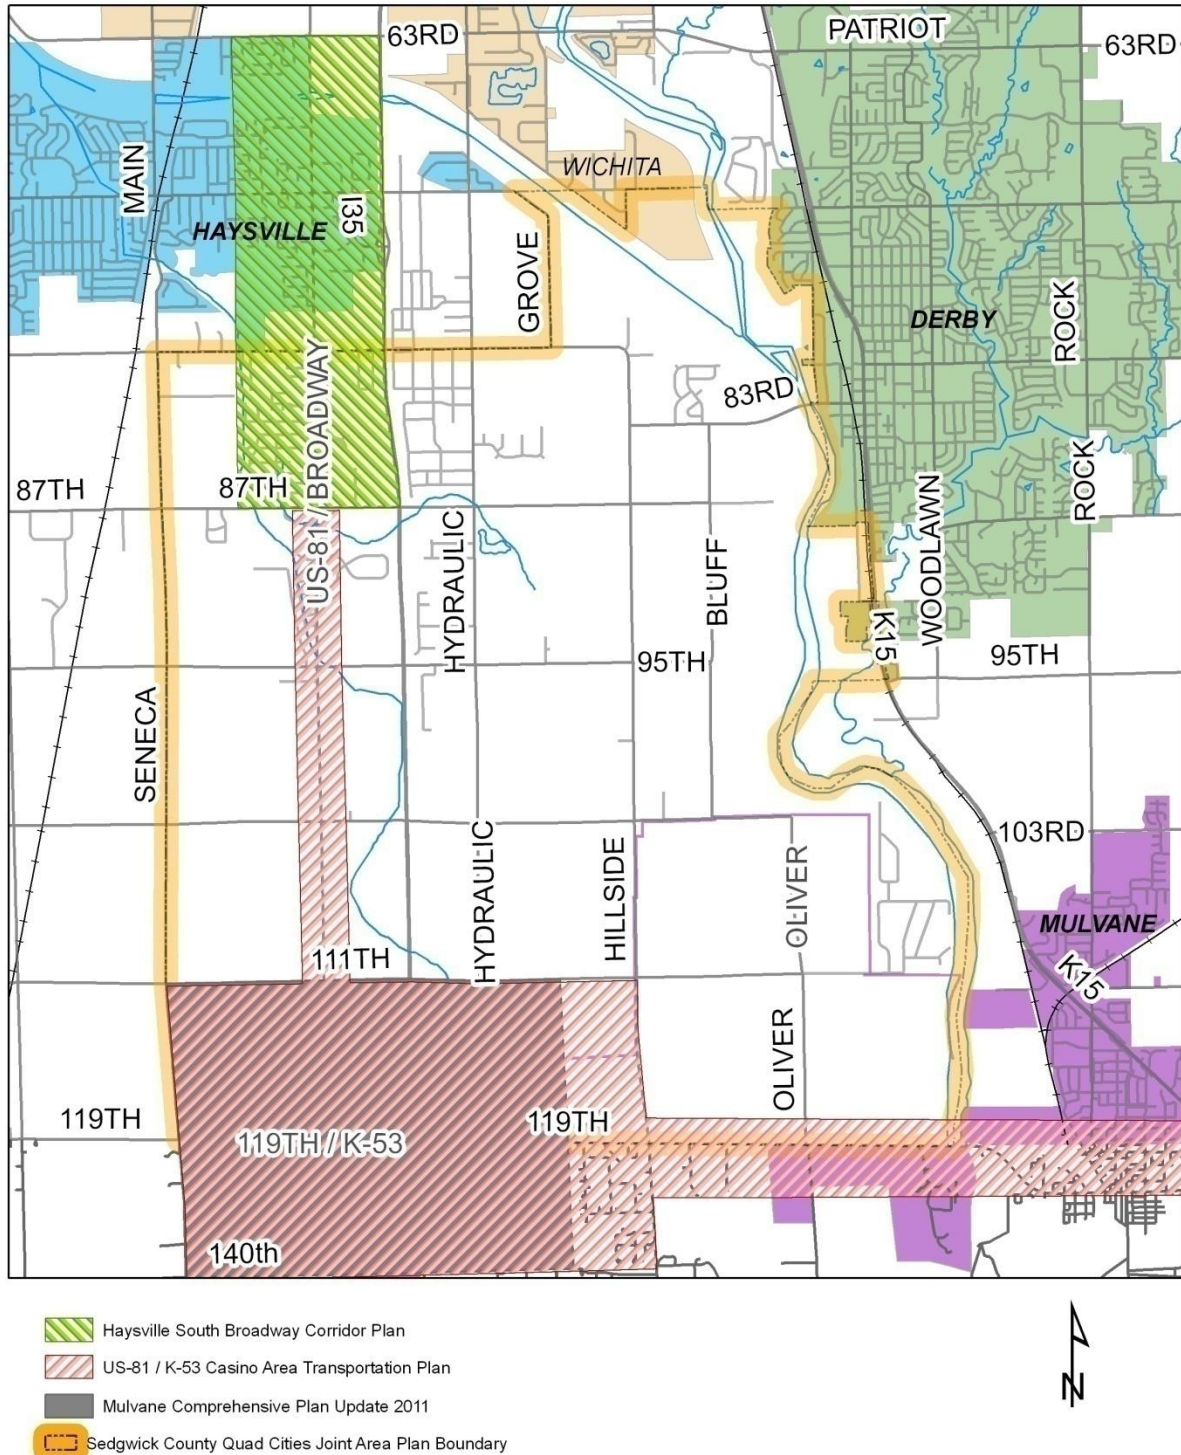 PATRIOT
63RD
63RD
WICHITA
MAIN
I35
HAYSVILLE
GROVE
ROCK
DERBY
US-81 / BROADWAY
83RD
ROCK
87TH
87TH
WOODLAWN
HYDRAULIC
BLUFF
K15
95TH
95TH
SENECA
103RD
HYDRAULIC
HILLSIDE
OLIVER
MULVANE
111TH
K15
OLIVER
119TH
119TH
119TH / K-53
140th
Haysville South Broadway Corridor Plan
US-81 / K-53 Casino Area Transportation Plan
Mulvane Comprehensive Plan Update 2011
Sedgwick County Quad Cities Joint Area Plan Boundary
N